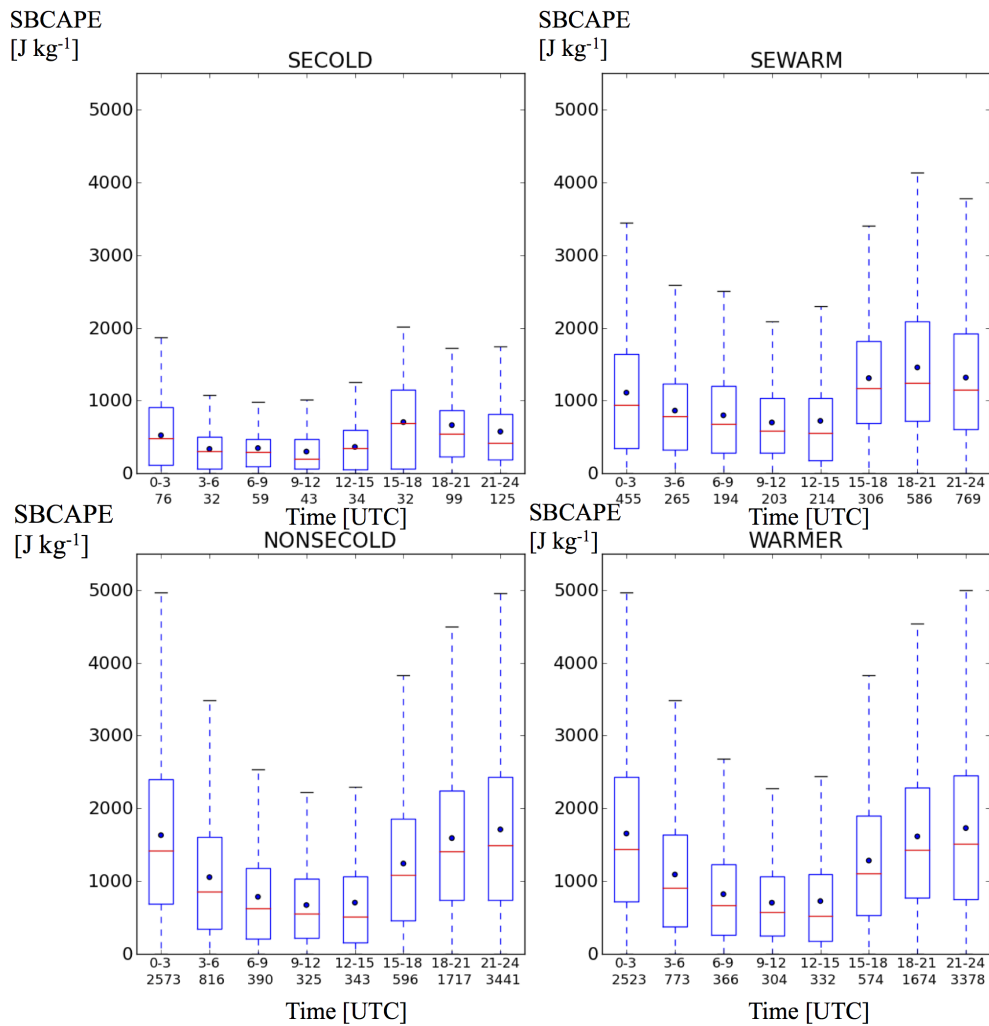 SBCAPE
[J kg-1]
SECOLD
5000
4000
3000
2000
1000
0
0-3 3-6 6-9 9-12 12-15 15-18 18-21 21-24
76 32 59 43 34 32 99 125
Time [UTC]
SBCAPE
[J kg-1]
SEWARM
5000
4000
3000
2000
1000
0
0-3 3-6 6-9 9-12 12-15 15-18 18-21 21-24
455 265 194 203 214 306 586 769
Time [UTC]
SBCAPE
[J kg-1]
NONSECOLD
5000
4000
3000
2000
1000
0
0-3 3-6 6-9 9-12 12-15 15-18 18-21 21-24
2573 816 390 325 343 596 1717 3441
Time [UTC]
SBCAPE
[J kg-1]
WARMER
5000
4000
3000
2000
1000
0
0-3 3-6 6-9 9-12 12-15 15-18 18-21 21-24
2523 773 366 304 332 574 1674 3378
Time [UTC]